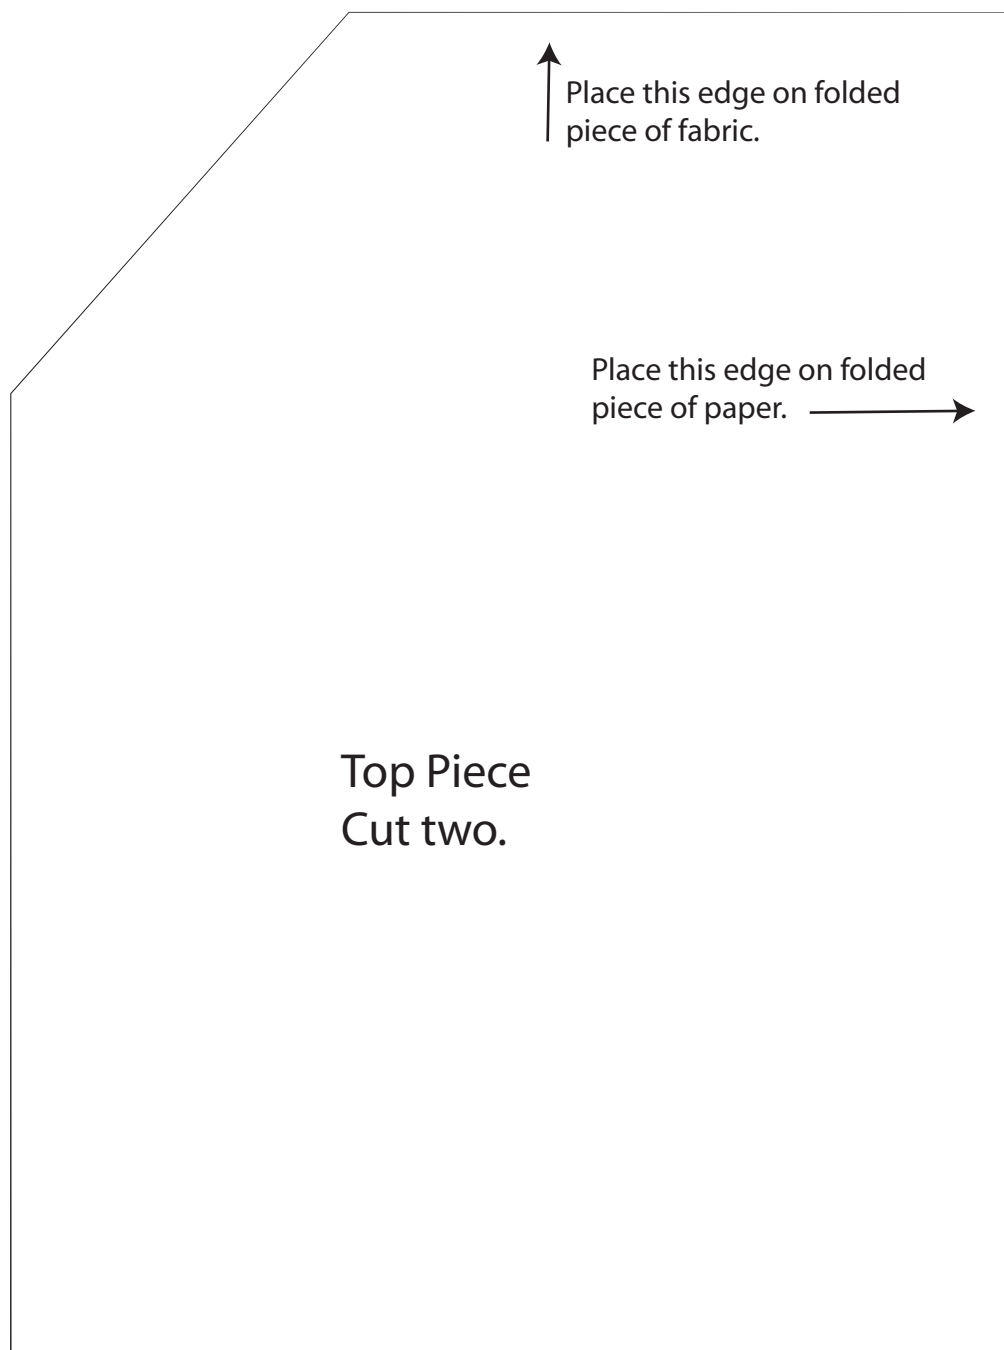 Place this edge on folded
piece of fabric.
Place this edge on folded
piece of paper.
Top Piece
Cut two.